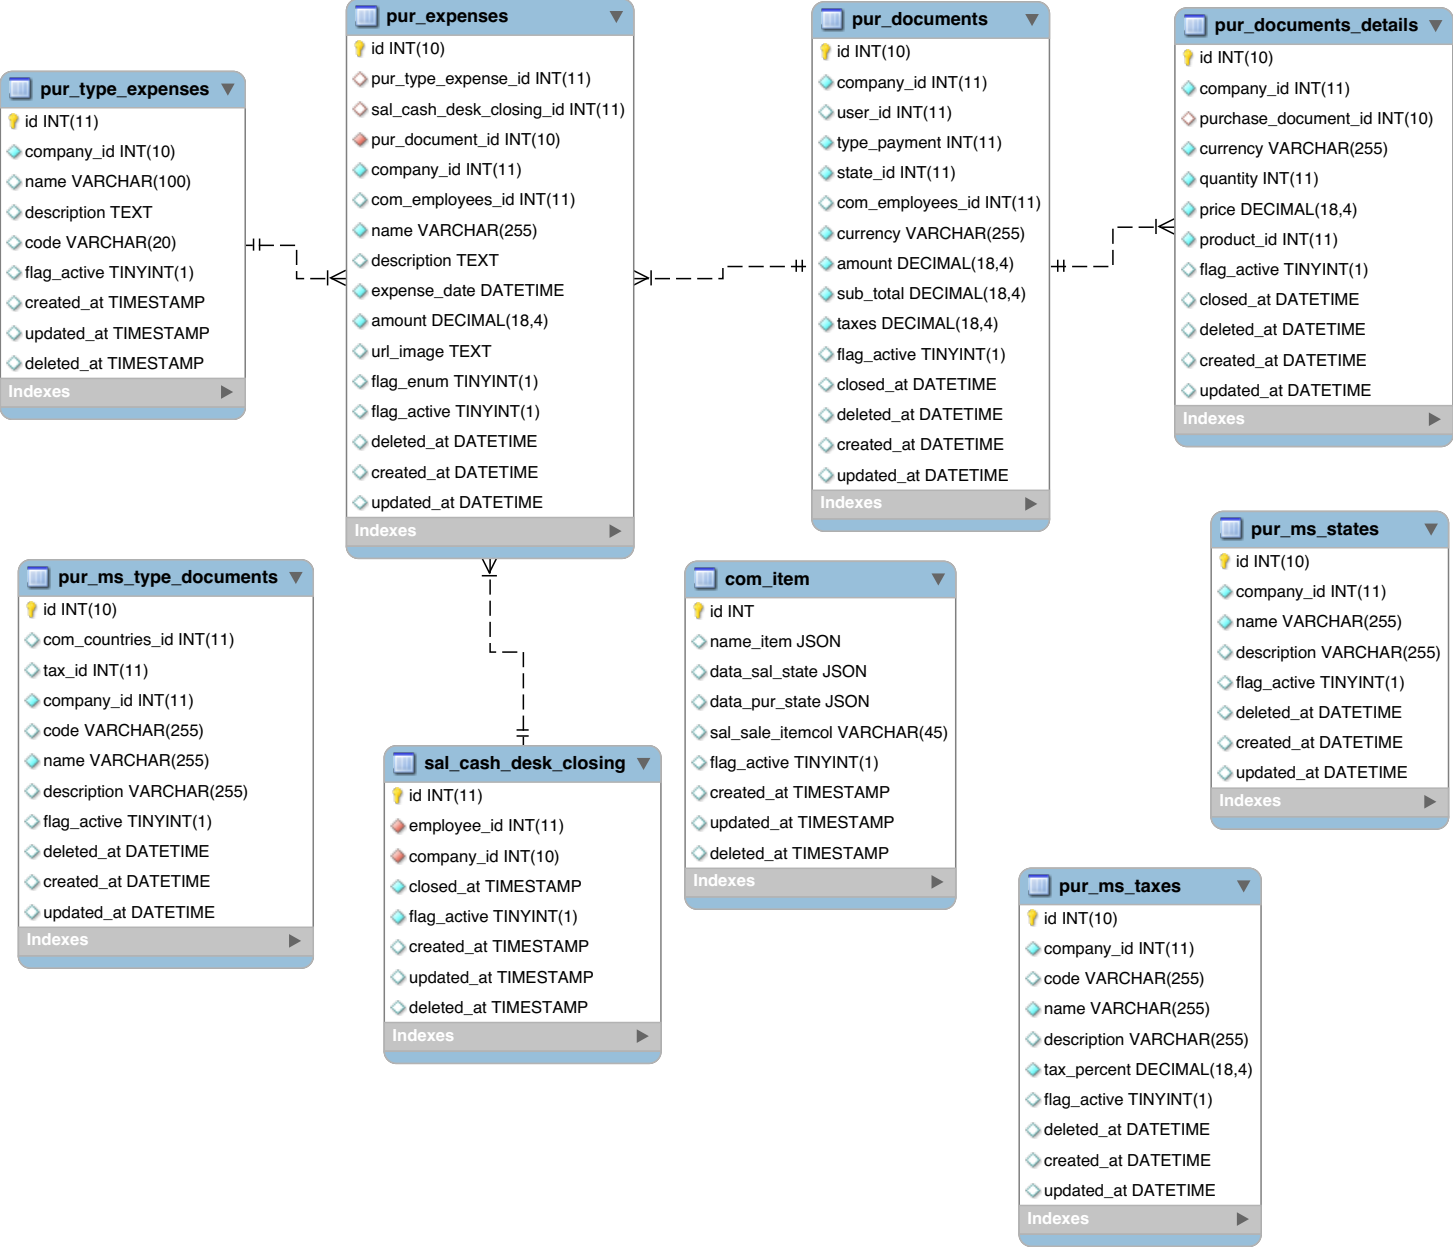 pur_type_expenses
id INT(11)
company_id INT(10)
name VARCHAR(100)
description TEXT
code VARCHAR(20)
flag_active TINYINT(1)
created_at TIMESTAMP
updated_at TIMESTAMP
deleted_at TIMESTAMP
Indexes
pur_expenses
id INT(10)
pur_type_expense_id INT(11)
sal_cash_desk_closing_id INT(11)
pur_document_id INT(10)
company_id INT(11)
com_employees_id INT(11)
name VARCHAR(255)
description TEXT
expense_date DATETIME
amount DECIMAL(18,4)
url_image TEXT
flag_enum TINYINT(1)
flag_active TINYINT(1)
deleted_at DATETIME
created_at DATETIME
updated_at DATETIME
Indexes
pur_documents
id INT(10)
company_id INT(11)
user_id INT(11)
type_payment INT(11)
state_id INT(11)
com_employees_id INT(11)
currency VARCHAR(255)
amount DECIMAL(18,4)
sub_total DECIMAL(18,4)
taxes DECIMAL(18,4)
flag_active TINYINT(1)
closed_at DATETIME
deleted_at DATETIME
created_at DATETIME
updated_at DATETIME
Indexes
pur_documents_details
id INT(10)
company_id INT(11)
purchase_document_id INT(10)
currency VARCHAR(255)
quantity INT(11)
price DECIMAL(18,4)
product_id INT(11)
flag_active TINYINT(1)
closed_at DATETIME
deleted_at DATETIME
created_at DATETIME
updated_at DATETIME
Indexes
pur_ms_type_documents
id INT(10)
com_countries_id INT(11)
tax_id INT(11)
company_id INT(11)
code VARCHAR(255)
name VARCHAR(255)
description VARCHAR(255)
flag_active TINYINT(1)
deleted_at DATETIME
created_at DATETIME
updated_at DATETIME
Indexes
sal_cash_desk_closing
id INT(11)
employee_id INT(11)
company_id INT(10)
closed_at TIMESTAMP
flag_active TINYINT(1)
created_at TIMESTAMP
updated_at TIMESTAMP
deleted_at TIMESTAMP
Indexes
com_item
id INT
name_item JSON
data_sal_state JSON
data_pur_state JSON
sal_sale_itemcol VARCHAR(45)
flag_active TINYINT(1)
created_at TIMESTAMP
updated_at TIMESTAMP
deleted_at TIMESTAMP
Indexes
pur_ms_states
id INT(10)
company_id INT(11)
name VARCHAR(255)
description VARCHAR(255)
flag_active TINYINT(1)
deleted_at DATETIME
created_at DATETIME
updated_at DATETIME
Indexes
pur_ms_taxes
id INT(10)
company_id INT(11)
code VARCHAR(255)
name VARCHAR(255)
description VARCHAR(255)
tax_percent DECIMAL(18,4)
flag_active TINYINT(1)
deleted_at DATETIME
created_at DATETIME
updated_at DATETIME
Indexes